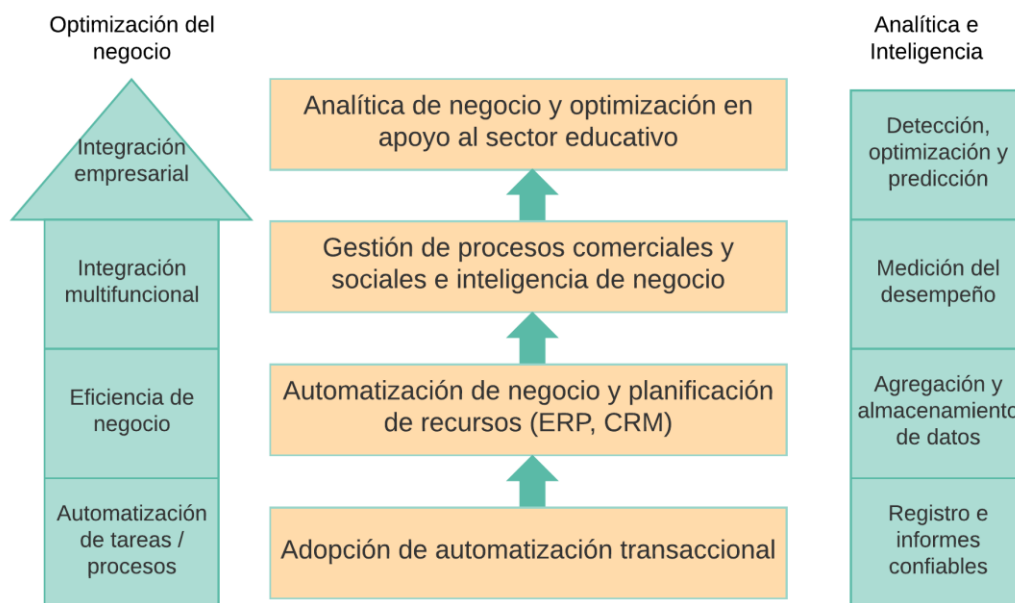 Optimización del
negocio
Integración
empresarial
Integración
multifuncional
Eficiencia de
negocio
Automatización
de tareas /
procesos
Analítica de negocio y optimización en
apoyo al sector educativo
Gestión de procesos comerciales y
sociales e inteligencia de negocio
Automatización de negocio y planificación
de recursos (ERP, CRM)
Adopción de automatización transaccional
Analítica e
Inteligencia
Detección,
optimización y
predicción
Medición del
desempeño
Agregación y
almacenamiento
de datos
Registro e
informes
confiables